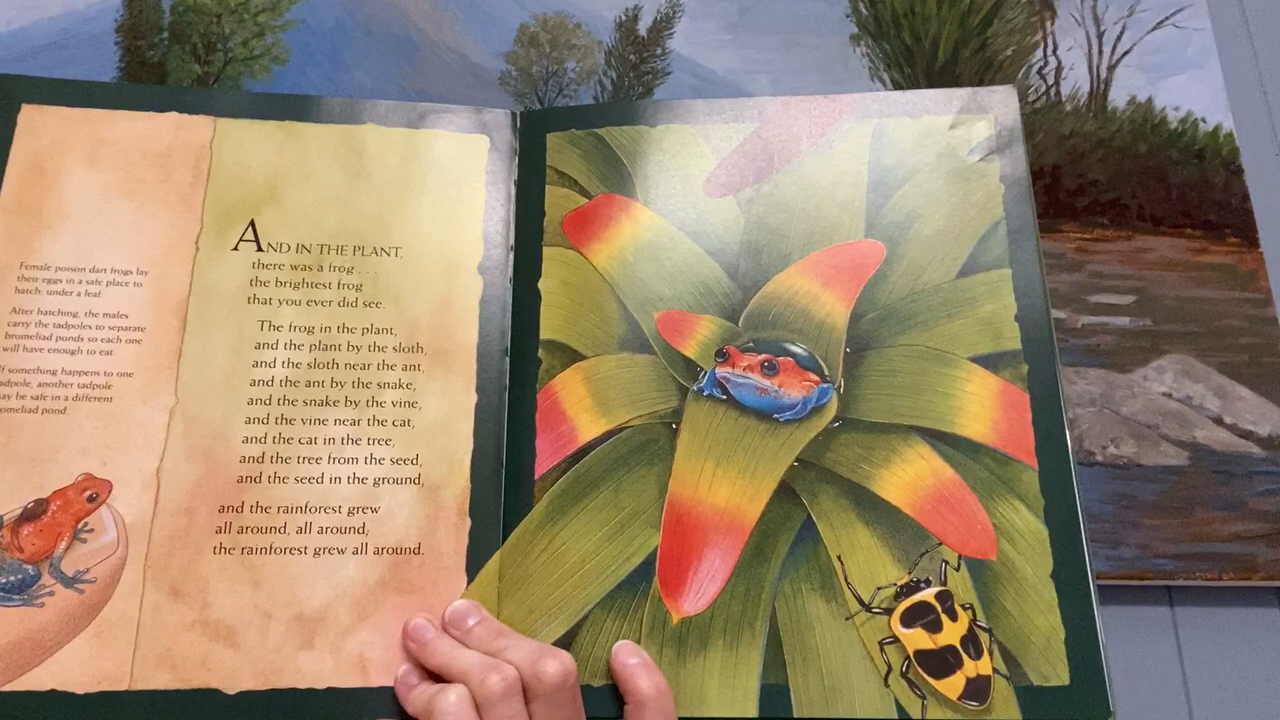 Female poison dart frogs lay
their eggs in a safe place to
hatch: under a leaf.
After hatching, the males
carry the tadpoles to separate
bromeliad ponds so each one
will have enough to eat
If something happens to one
tadpole, another tadpole
may be safe in a different
bromeliad pond.
AND IN THE PLANT,
there was a frog . . .
the brightest frog
that you ever did see.
The frog in the plant,
and the plant by the sloth,
and the sloth near the ant,
and the ant by the snake,
and the snake by the vine,
and the vine near the cat,
and the cat in the tree,
and the tree from the seed,
and the seed in the ground,
and the rainforest grew
all around, all around;
the rainforest grew all around.